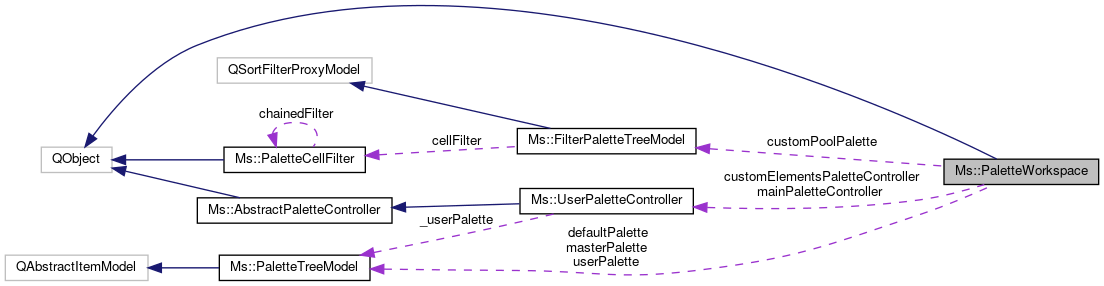 QSortFilterProxyModel
chainedFilter
Ms::FilterPaletteTreeModel
cellFilter
customPoolPalette
QObject
Ms::PaletteCellFilter
Ms::PaletteWorkspace
customElementsPaletteController
mainPaletteController
Ms::AbstractPaletteController
Ms::UserPaletteController
_userPalette
defaultPalette
masterPalette
userPalette
QAbstractItemModel
Ms::PaletteTreeModel